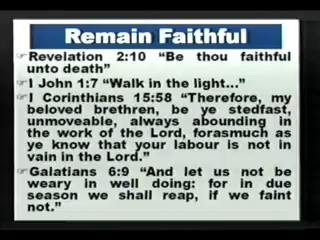 Remain Faithful
☞Revelation 2:10 “Be thou faithful
unto death”
☞I John 1:7 “Walk in the light...”
☞I Corinthians 15:58 “Therefore, my
beloved brethren, be ye stedfast,
unmoveable, always abounding in
the work of the Lord, forasmuch as
ye know that your labour is not in
vain in the Lord.”
☞Galatians 6:9 “And let us not be
weary in well doing: for in due
season we shall reap, if we faint
not.”